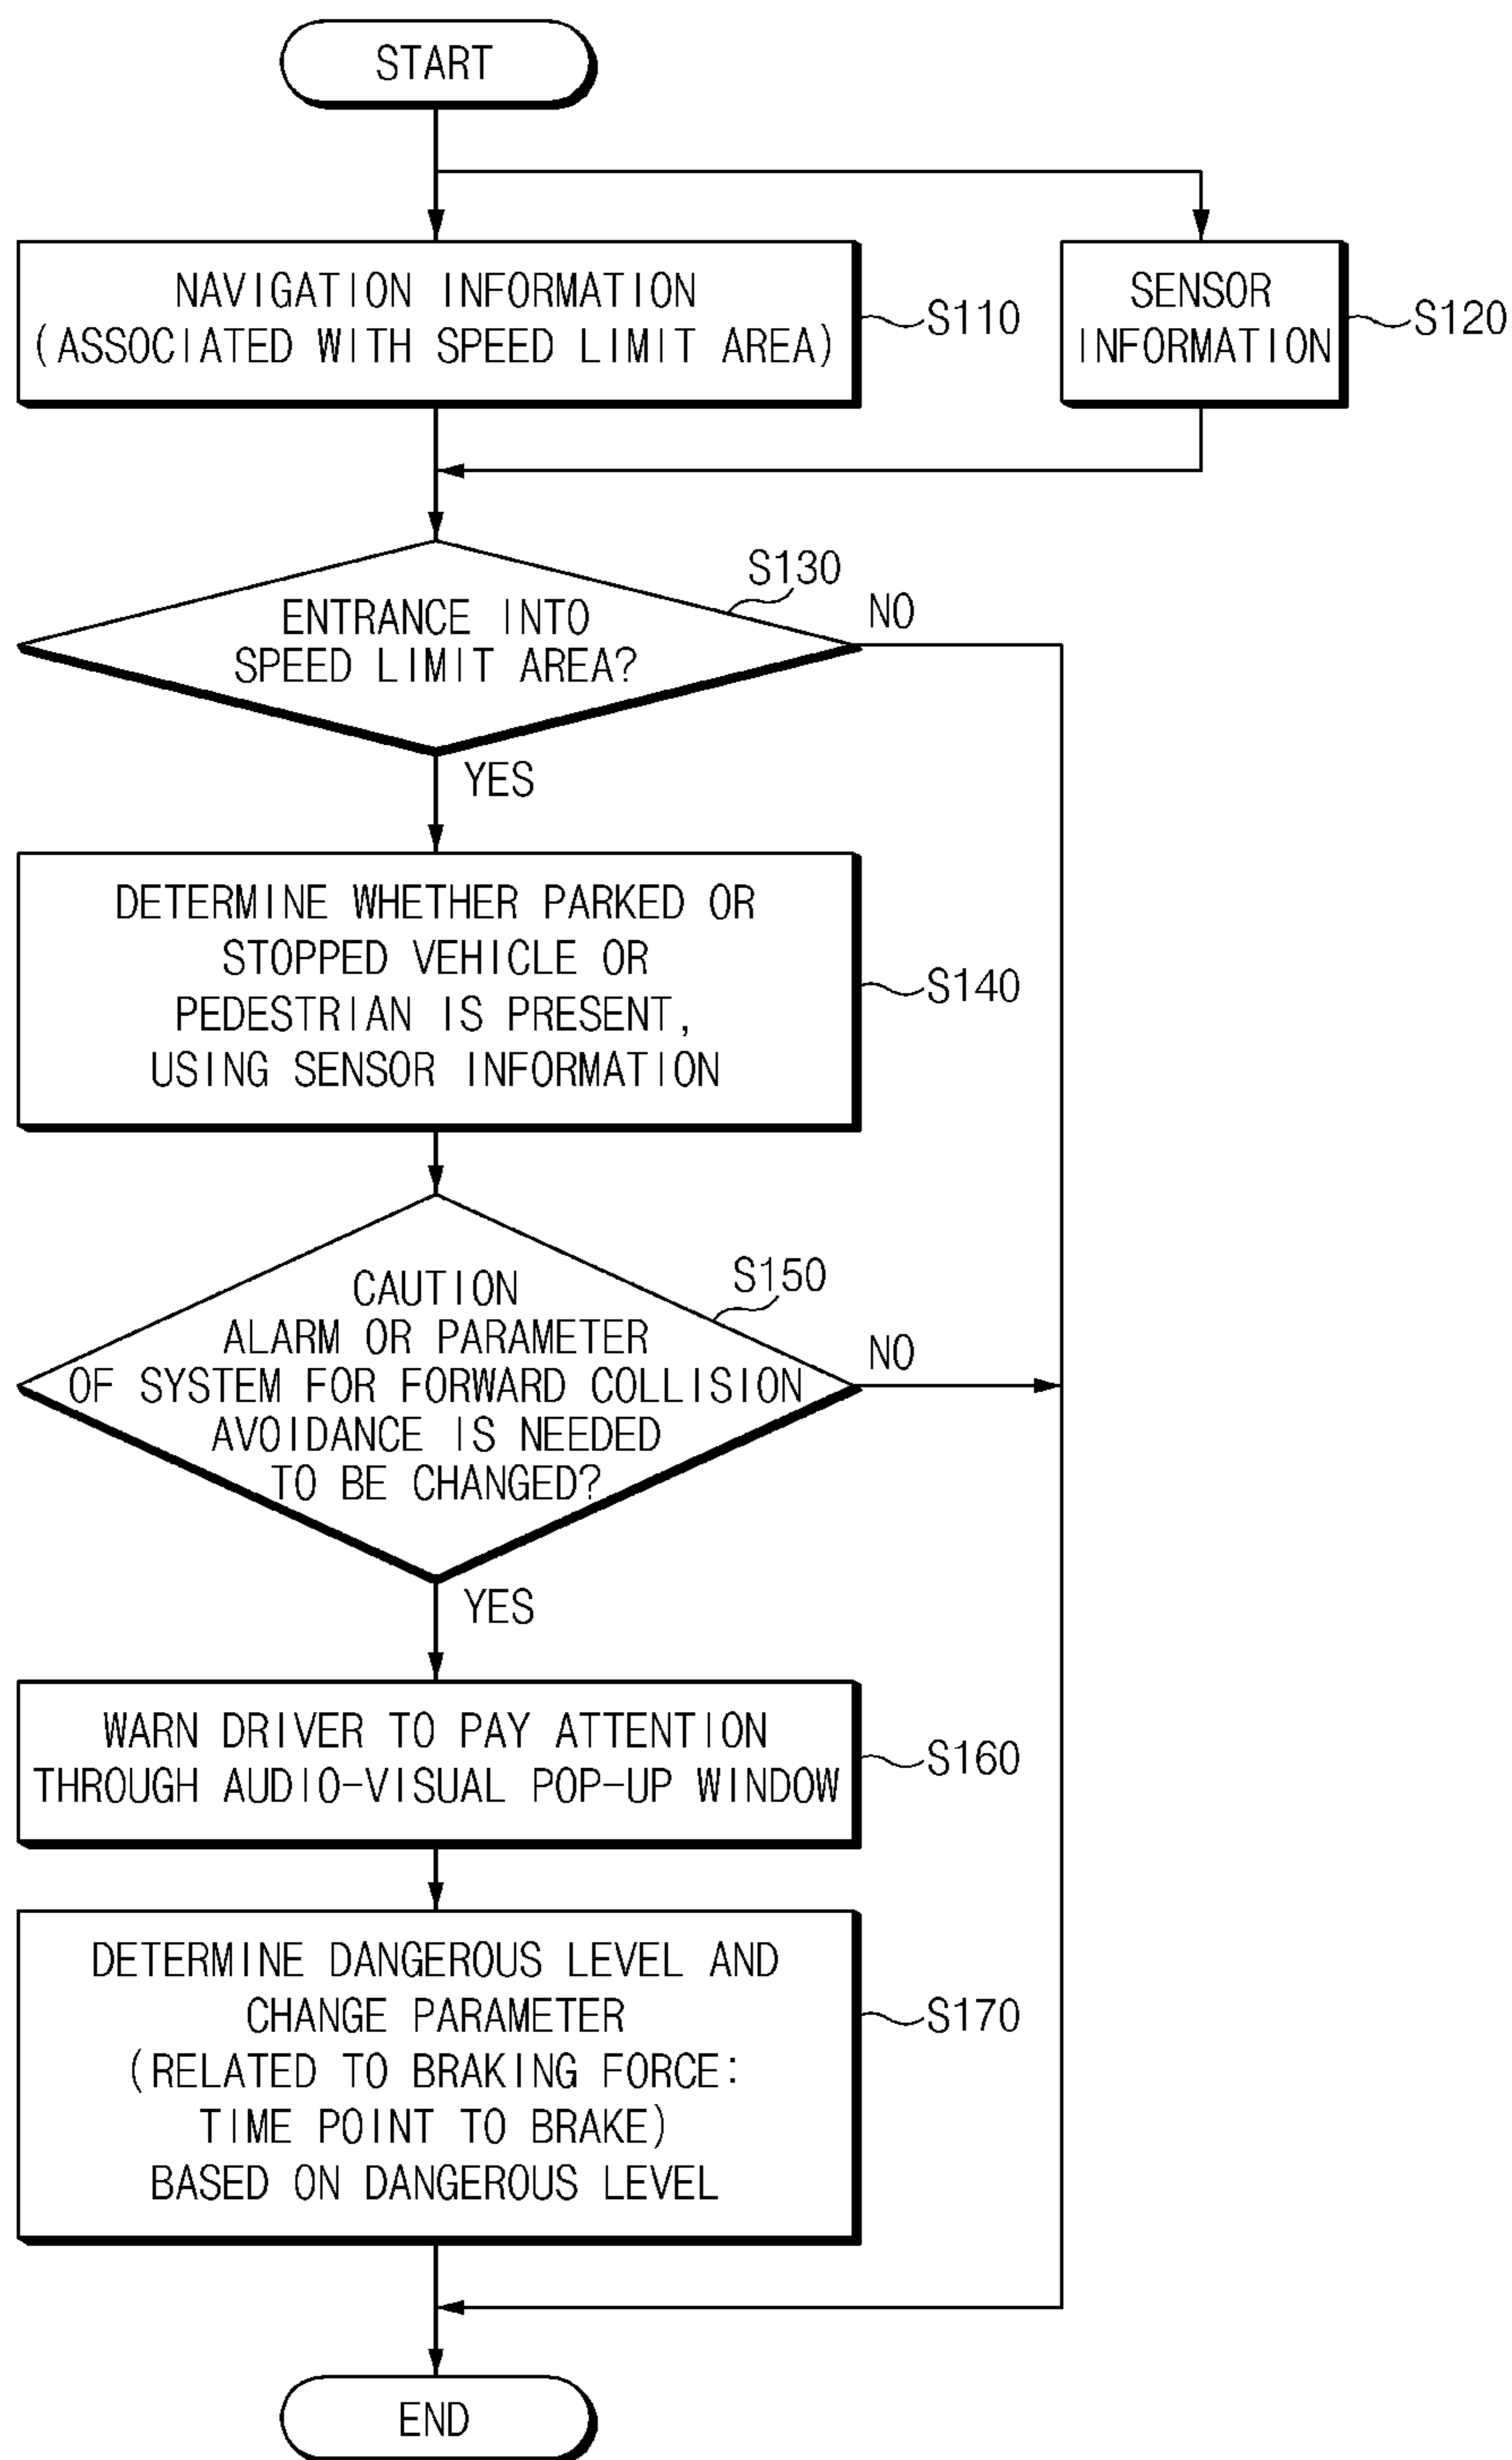 START
NAVIGATION INFORMATION
(ASSOCIATED WITH SPEED LIMIT AREA)
S110
SENSOR
INFORMATION
S120
S130
ENTRANCE INTO
SPEED LIMIT AREA?
NO
YES
DETERMINE WHETHER PARKED OR
STOPPED VEHICLE OR
PEDESTRIAN IS PRESENT,
USING SENSOR INFORMATION
S140
S150
CAUTION
ALARM OR PARAMETER
OF SYSTEM FOR FORWARD COLLISION
AVOIDANCE IS NEEDED
TO BE CHANGED?
NO
YES
WARN DRIVER TO PAY ATTENTION
THROUGH AUDIO-VISUAL POP-UP WINDOW
S160
DETERMINE DANGEROUS LEVEL AND
CHANGE PARAMETER
(RELATED TO BRAKING FORCE:
TIME POINT TO BRAKE)
BASED ON DANGEROUS LEVEL
S170
END